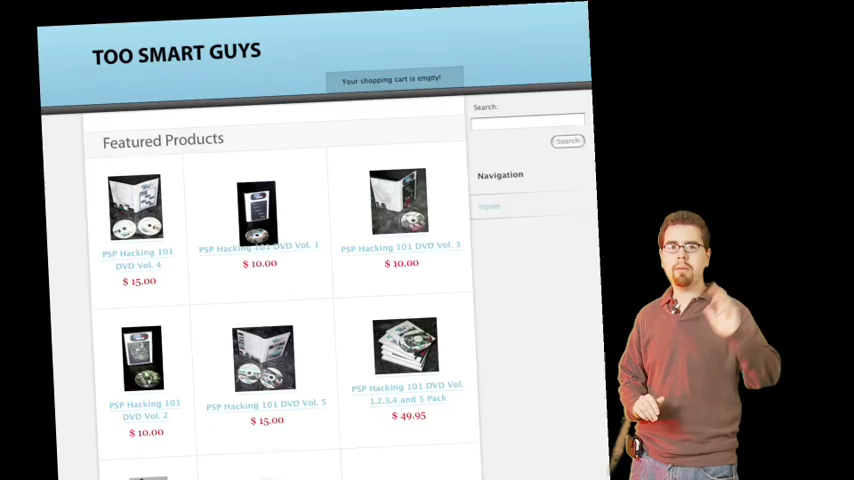 TOO SMART GUYS
Your shopping cart is empty!
Search:
Search
Featured Products
Navigation
Home
PSP Hacking 101
DVD Vol. 4
$ 15.00
PSP Hacking 101 DVD Vol. 1
$ 10.00
PSP Hacking 101 DVD Vol. 3
$ 10.00
PSP Hacking 101
DVD Vol. 2
$ 10.00
PSP Hacking 101 DVD Vol. 5
$ 15.00
PSP Hacking 101 DVD Vol.
1,2,3,4 and 5 Pack
$ 49.95